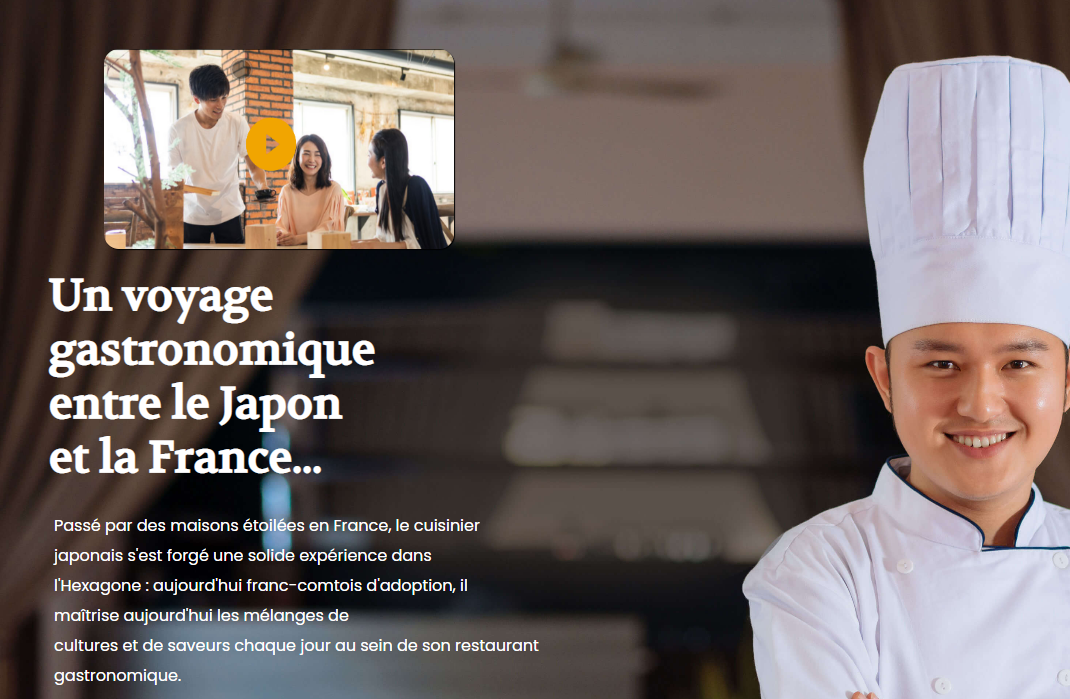 Un voyage
gastronomique
entre le Japon
et la France...
Passé par des maisons étoilées en France, le cuisinier
japonais s'est forgé une solide expérience dans
l'Hexagone : aujourd'hui franc-comtois d'adoption, il
maîtrise aujourd'hui les mélanges de
cultures et de saveurs chaque jour au sein de son restaurant
gastronomique.